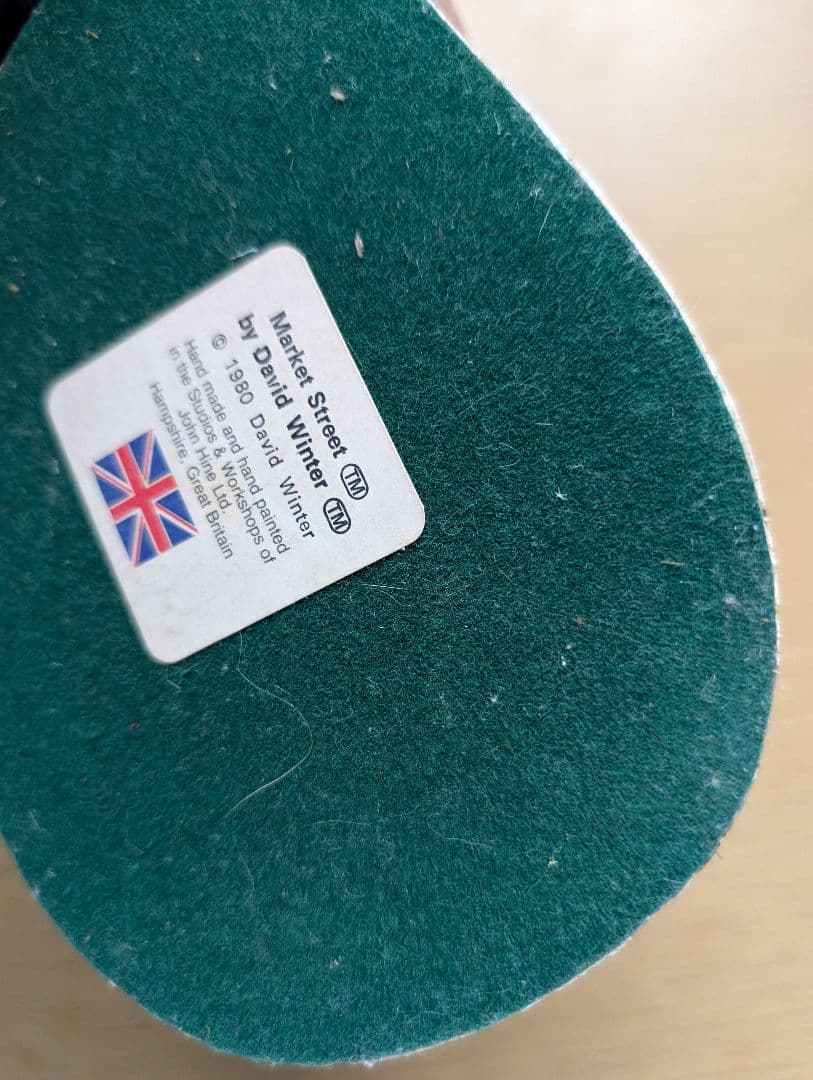 Market Street TM
by David Winter TM
© 1980 David Winter
Hand made and hand painted
in the Studios & Workshops of
John Hine Ltd.
Hampshire, Great Britain